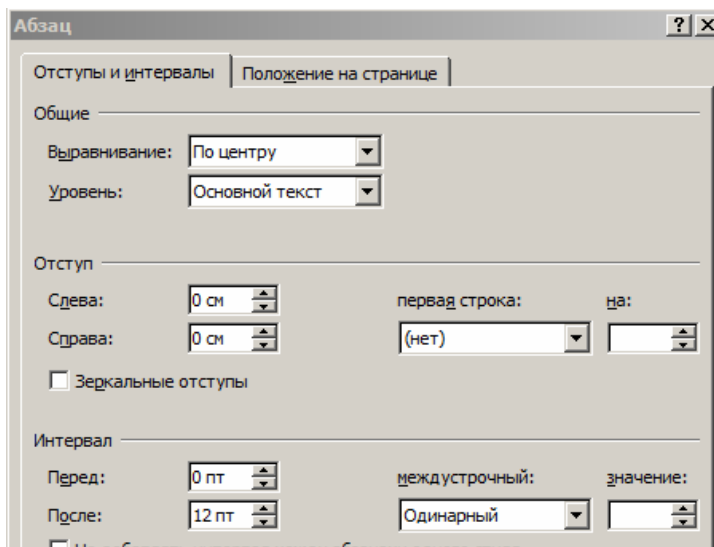 Абзац
Отступы и интервалы Положение на странице
Общие
Выравнивание: По центру
Уровень: Основной текст
Отступ
Слева: 0 см первая строка: на:
Справа: 0 см (нет)
Зеркальные отступы
Интервал
Перед: 0 пт междустрочный: значение:
После: 12 пт Одинарный